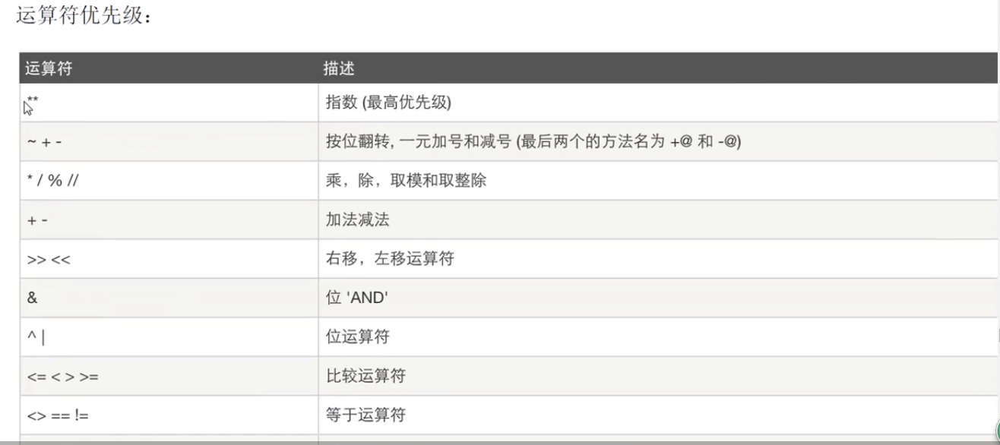 运算符优先级：
运算符 描述
** 指数 (最高优先级)
~ + - 按位翻转, 一元加号和减号 (最后两个的方法名为 +@ 和 -@)
* / % // 乘，除，取模和取整除
+ - 加法减法
>> << 右移，左移运算符
& 位 'AND'
^ | 位运算符
<= < > >= 比较运算符
<> == != 等于运算符